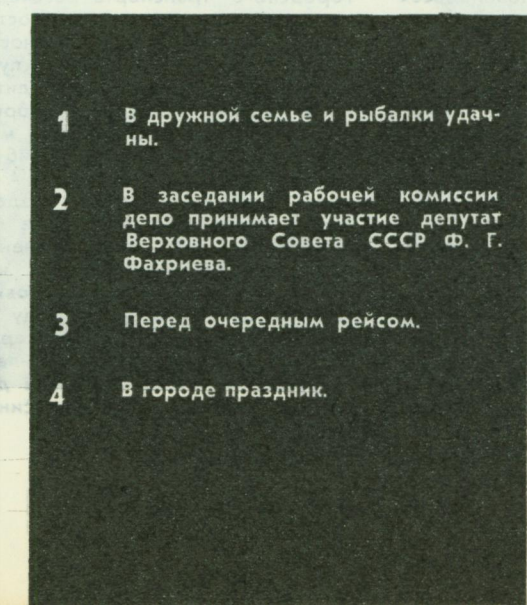 1 В дружной семье и рыбалки удач-
ны.
2 В заседании рабочей комиссии
депо принимает участие депутат
Верховного Совета СССР Ф. Г.
Фахриева.
3 Перед очередным рейсом.
4 В городе праздник.